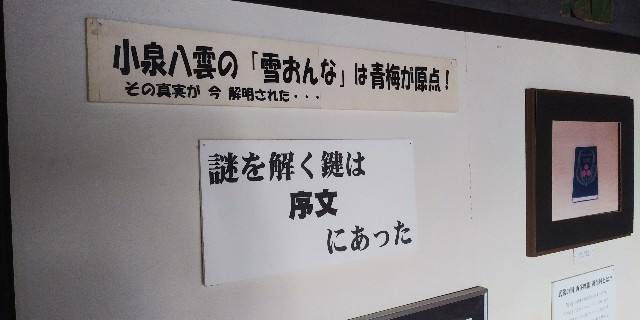 小泉八雲の「雪おんな」は青梅が原点！
その真実が 今 解明された・・・
謎を解く鍵は
序文
にあった